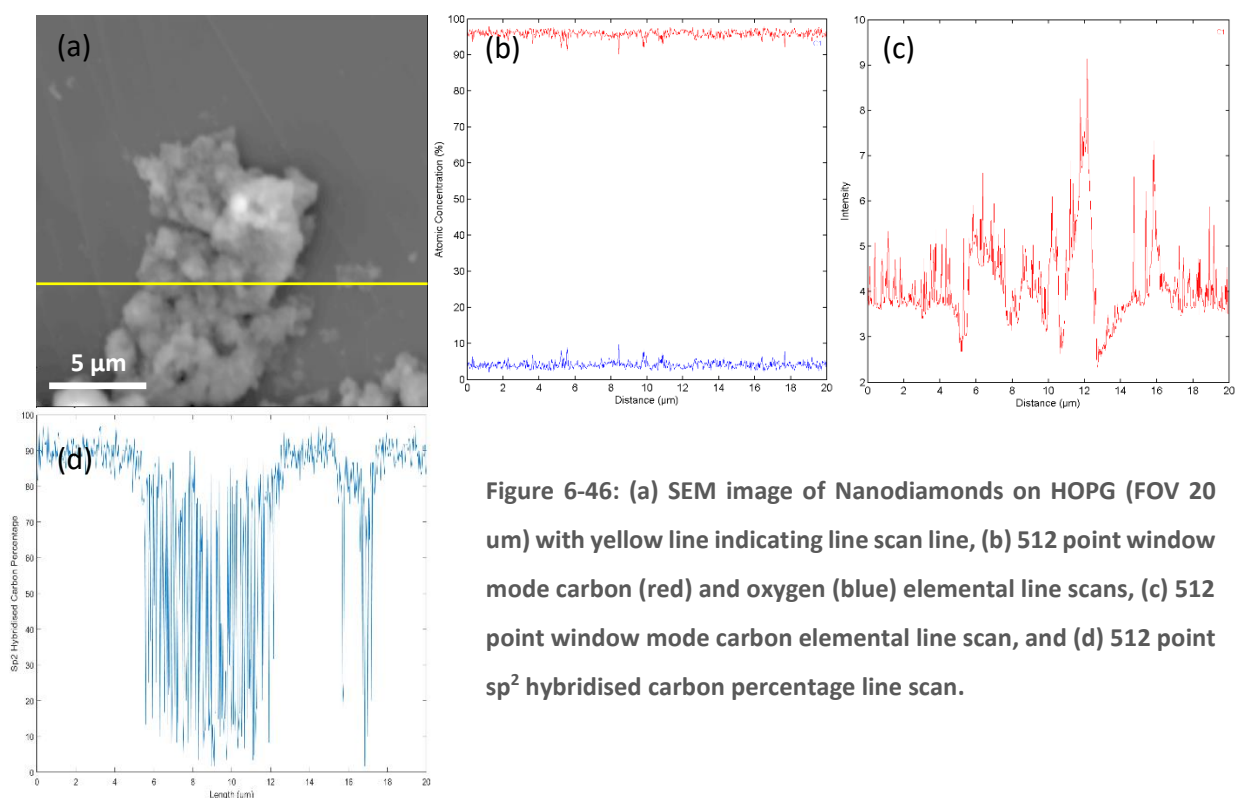 (a)
5 µm
(b)
100
90
80
70
60
50
40
30
20
10
0
Atomic Concentration (%)
0 2 4 6 8 10 12 14 16 18 20
Distance (µm)
(c)
10
9
8
7
6
5
4
3
2
Intensity
0 2 4 6 8 10 12 14 16 18 20
Distance (µm)
(d)
100
90
80
70
60
50
40
30
20
10
0
Sp2 Hybridised Carbon Percentage
0 2 4 6 8 10 12 14 16 18 20
Length (um)
Figure 6-46: (a) SEM image of Nanodiamonds on HOPG (FOV 20
um) with yellow line indicating line scan line, (b) 512 point window
mode carbon (red) and oxygen (blue) elemental line scans, (c) 512
point window mode carbon elemental line scan, and (d) 512 point
sp² hybridised carbon percentage line scan.